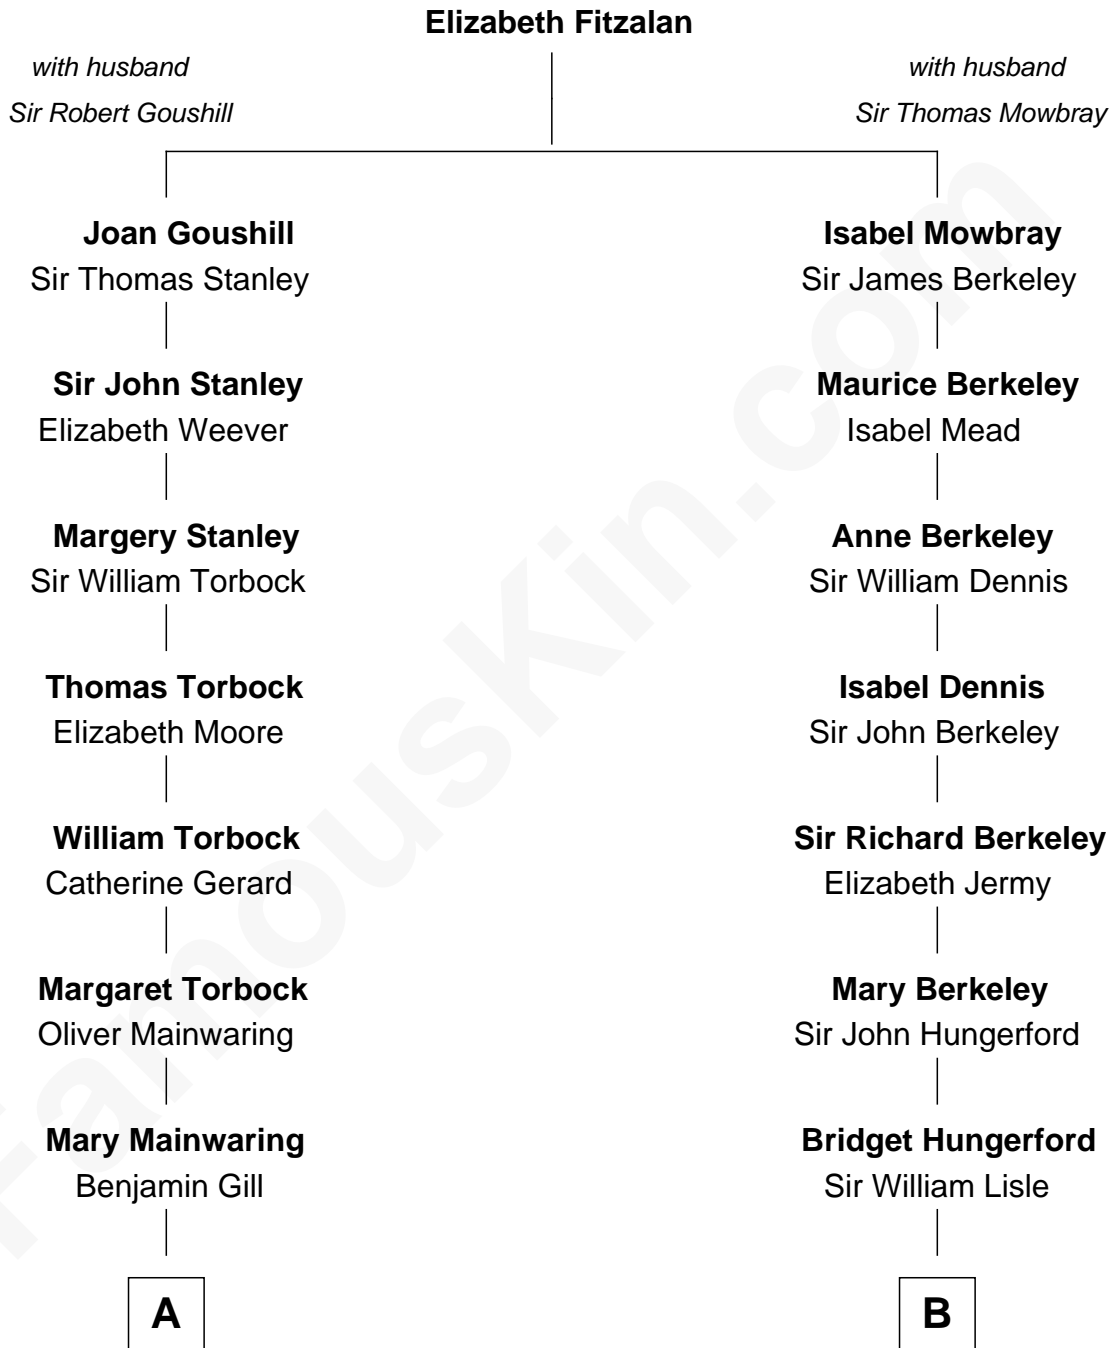 Elizabeth Fitzalan
with husband
Sir Robert Goushill
with husband
Sir Thomas Mowbray
Joan Goushill
Sir Thomas Stanley
Isabel Mowbray
Sir James Berkeley
Sir John Stanley
Elizabeth Weever
Maurice Berkeley
Isabel Mead
Margery Stanley
Sir William Torbock
Anne Berkeley
Sir William Dennis
Thomas Torbock
Elizabeth Moore
Isabel Dennis
Sir John Berkeley
William Torbock
Catherine Gerard
Sir Richard Berkeley
Elizabeth Jermy
Margaret Torbock
Oliver Mainwaring
Mary Berkeley
Sir John Hungerford
Mary Mainwaring
Benjamin Gill
Bridget Hungerford
Sir William Lisle
A
B
FamousKin.com